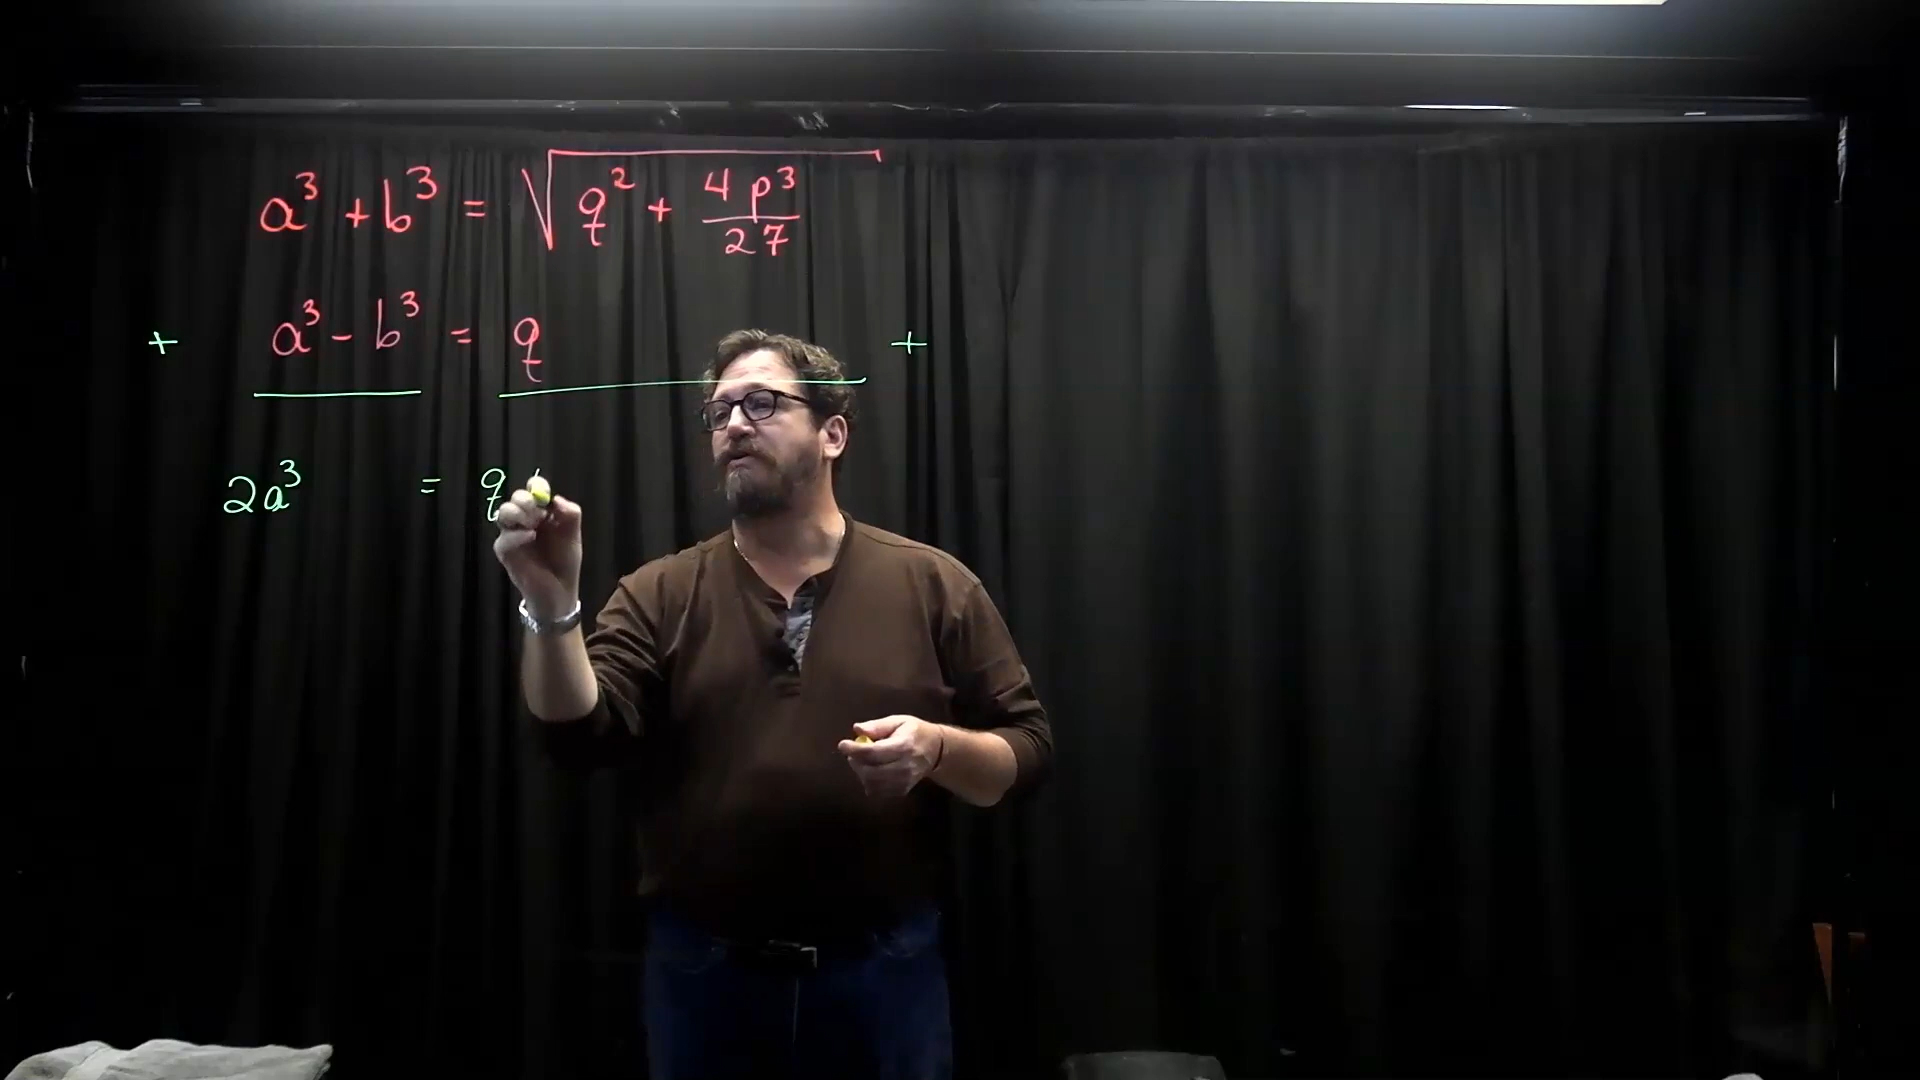 a³ + b³ = √(q² + 4p³/27)
+ a³ - b³ = q +
2a³ = q